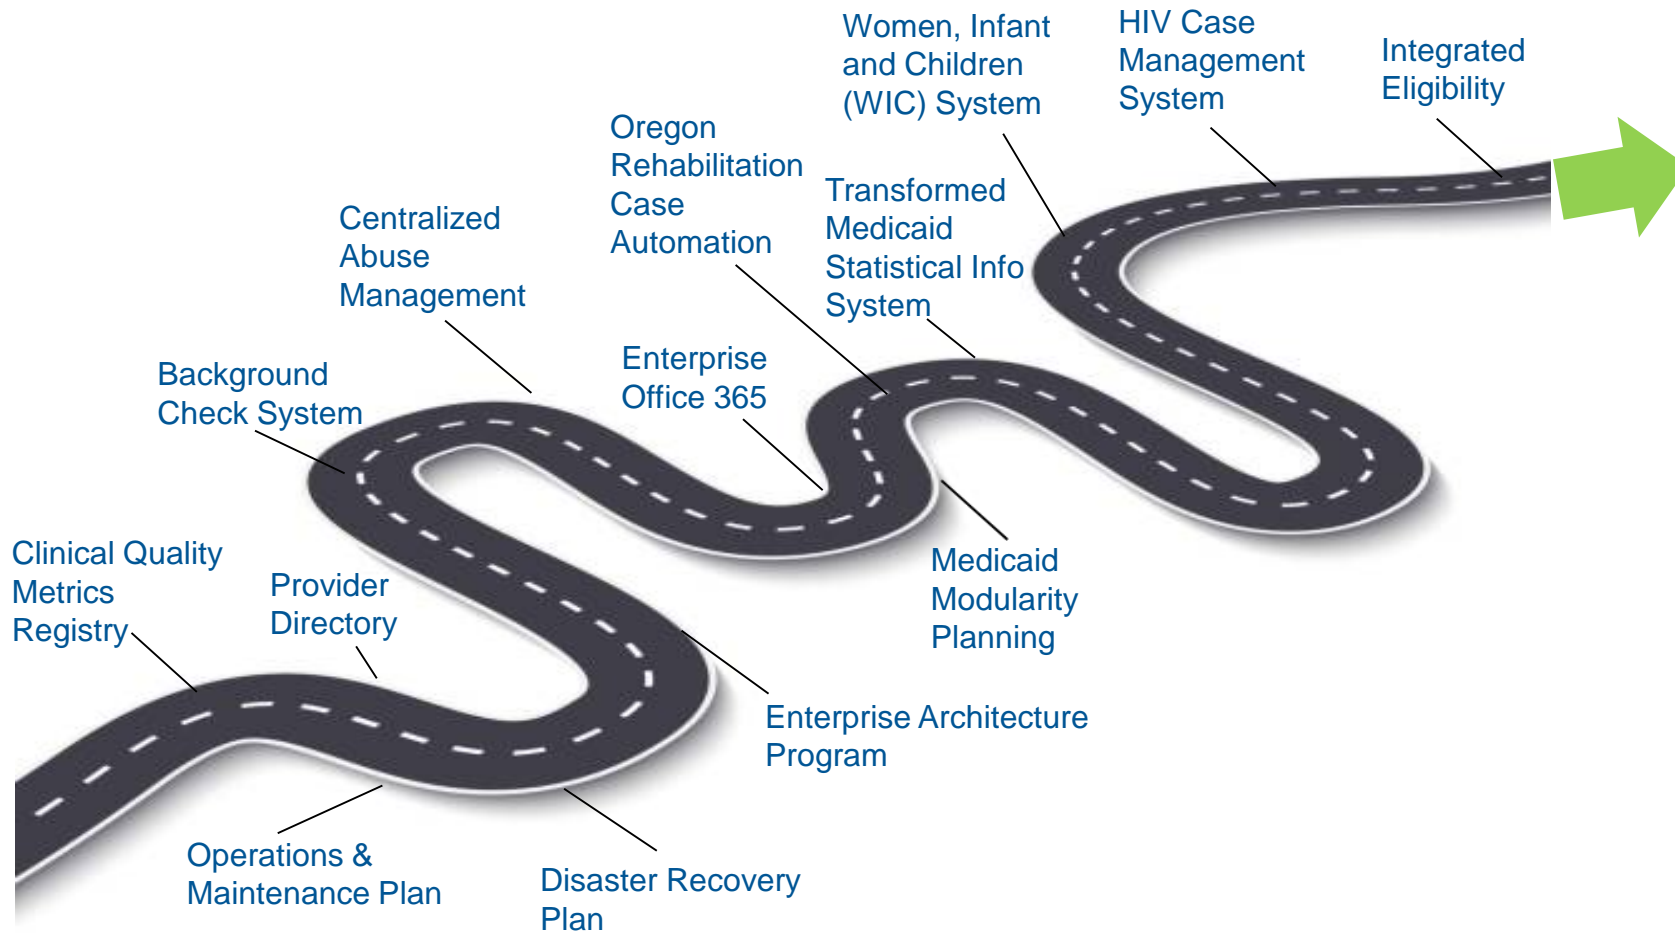 Women, Infant
and Children
(WIC) System
HIV Case
Management
System
Integrated
Eligibility
Oregon
Rehabilitation
Case
Automation
Transformed
Medicaid
Statistical Info
System
Centralized
Abuse
Management
Enterprise
Office 365
Background
Check System
Clinical Quality
Metrics
Registry
Provider
Directory
Medicaid
Modularity
Planning
Enterprise Architecture
Program
Operations &
Maintenance Plan
Disaster Recovery
Plan